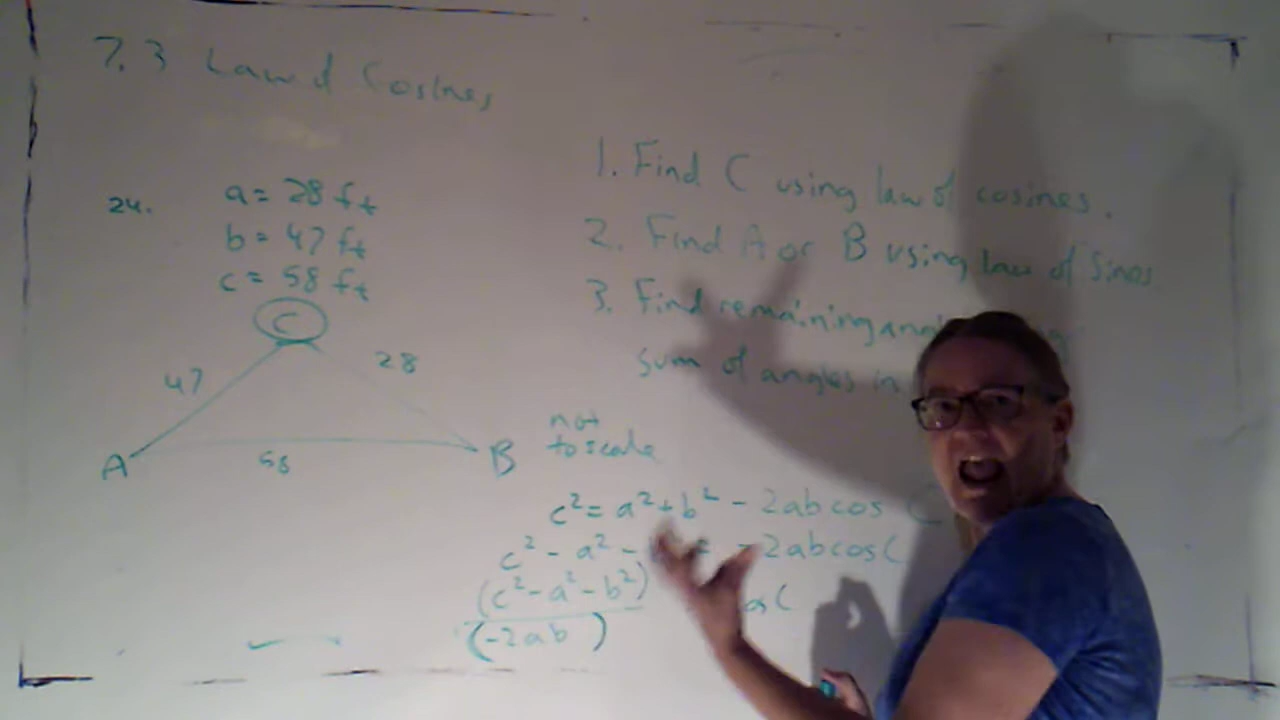 7.3 Law of Cosines
24.
a = 28 ft
b = 47 ft
c = 58 ft
C
47
28
A
58
B
not
to scale
1. Find C using law of cosines.
2. Find A or B using law of Sines
3. Find remaining
sum of angles in
c² = a² + b² - 2ab cos C
c² - a² - ² -2ab cos C
(c² - a² - b²)
(-2ab)